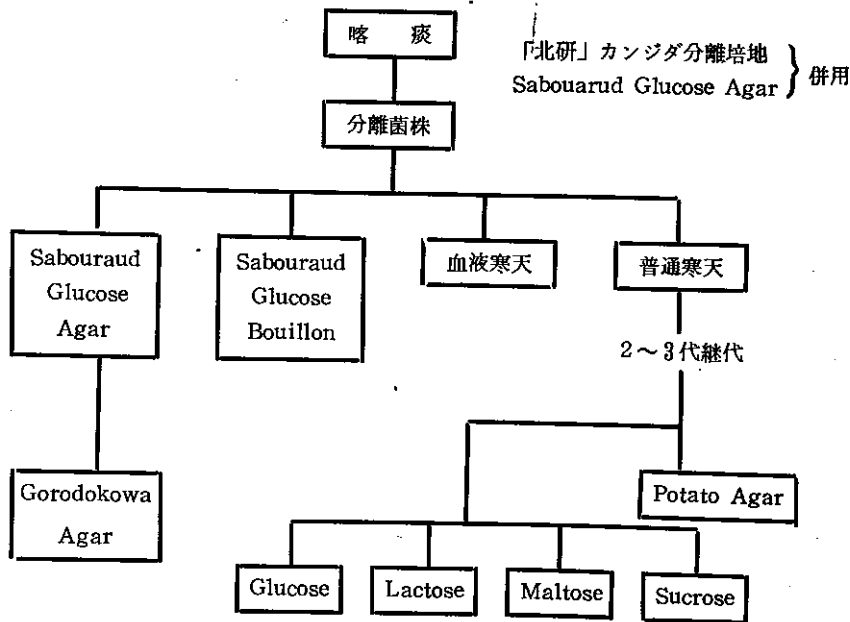 喀痰
「北研」カンジダ分離培地
Sabouarud Glucose Agar
併用
分離菌株
Sabouraud
Glucose
Agar
Sabouraud
Glucose
Bouillon
血液寒天
普通寒天
2～3代継代
Gorodokowa
Agar
Potato Agar
Glucose
Lactose
Maltose
Sucrose